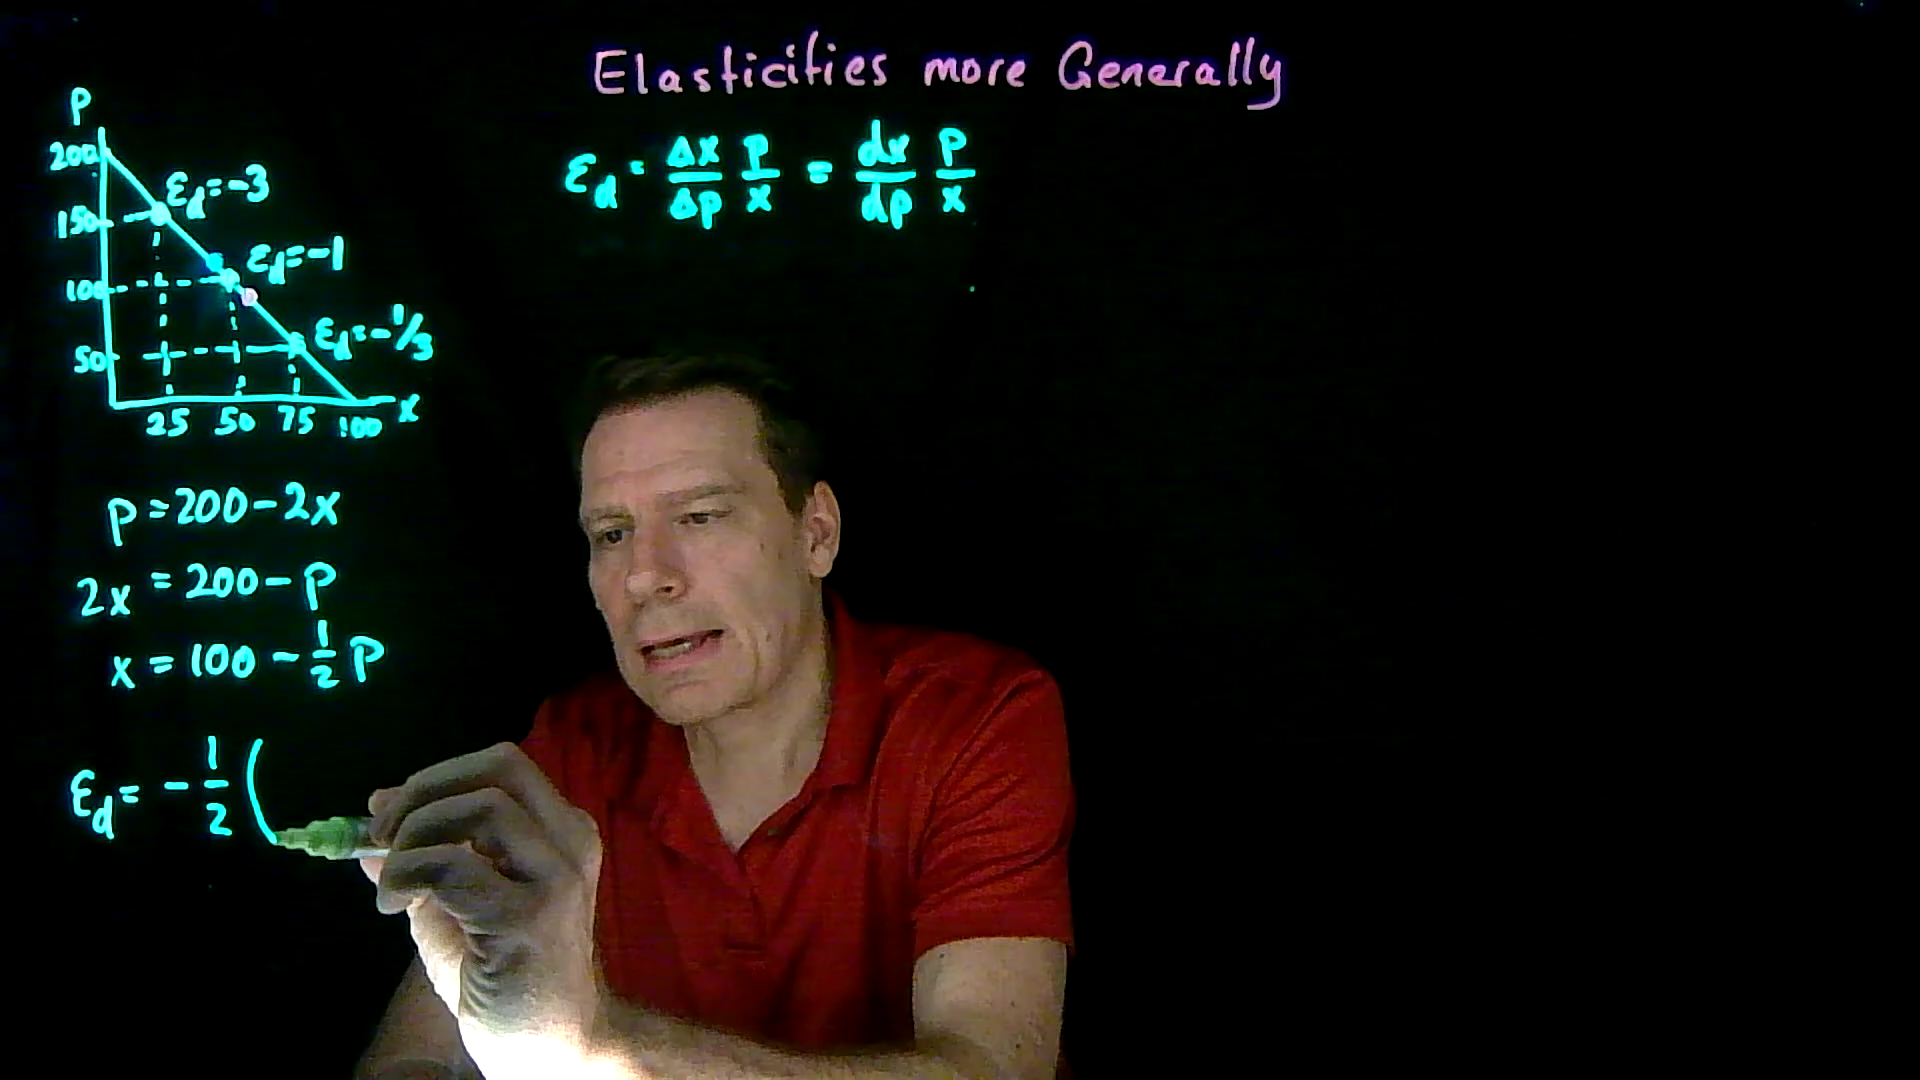 Elasticities more Generally
εd = Δx/Δp p/x = dx/dp p/x
P
200
εd=-3
150
εd=-1
100
εd=-1/3
50
25 50 75 100 x
p=200-2x
2x = 200-p
x = 100 - 1/2 p
εd= - 1/2 (